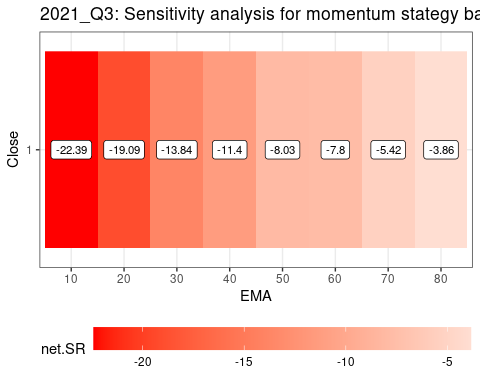 2021_Q3: Sensitivity analysis for momentum stategy ba
Close
1
-22.39 -19.09 -13.84 -11.4 -8.03 -7.8 -5.42 -3.86
10 20 30 40 50 60 70 80
EMA
net.SR
-20 -15 -10 -5